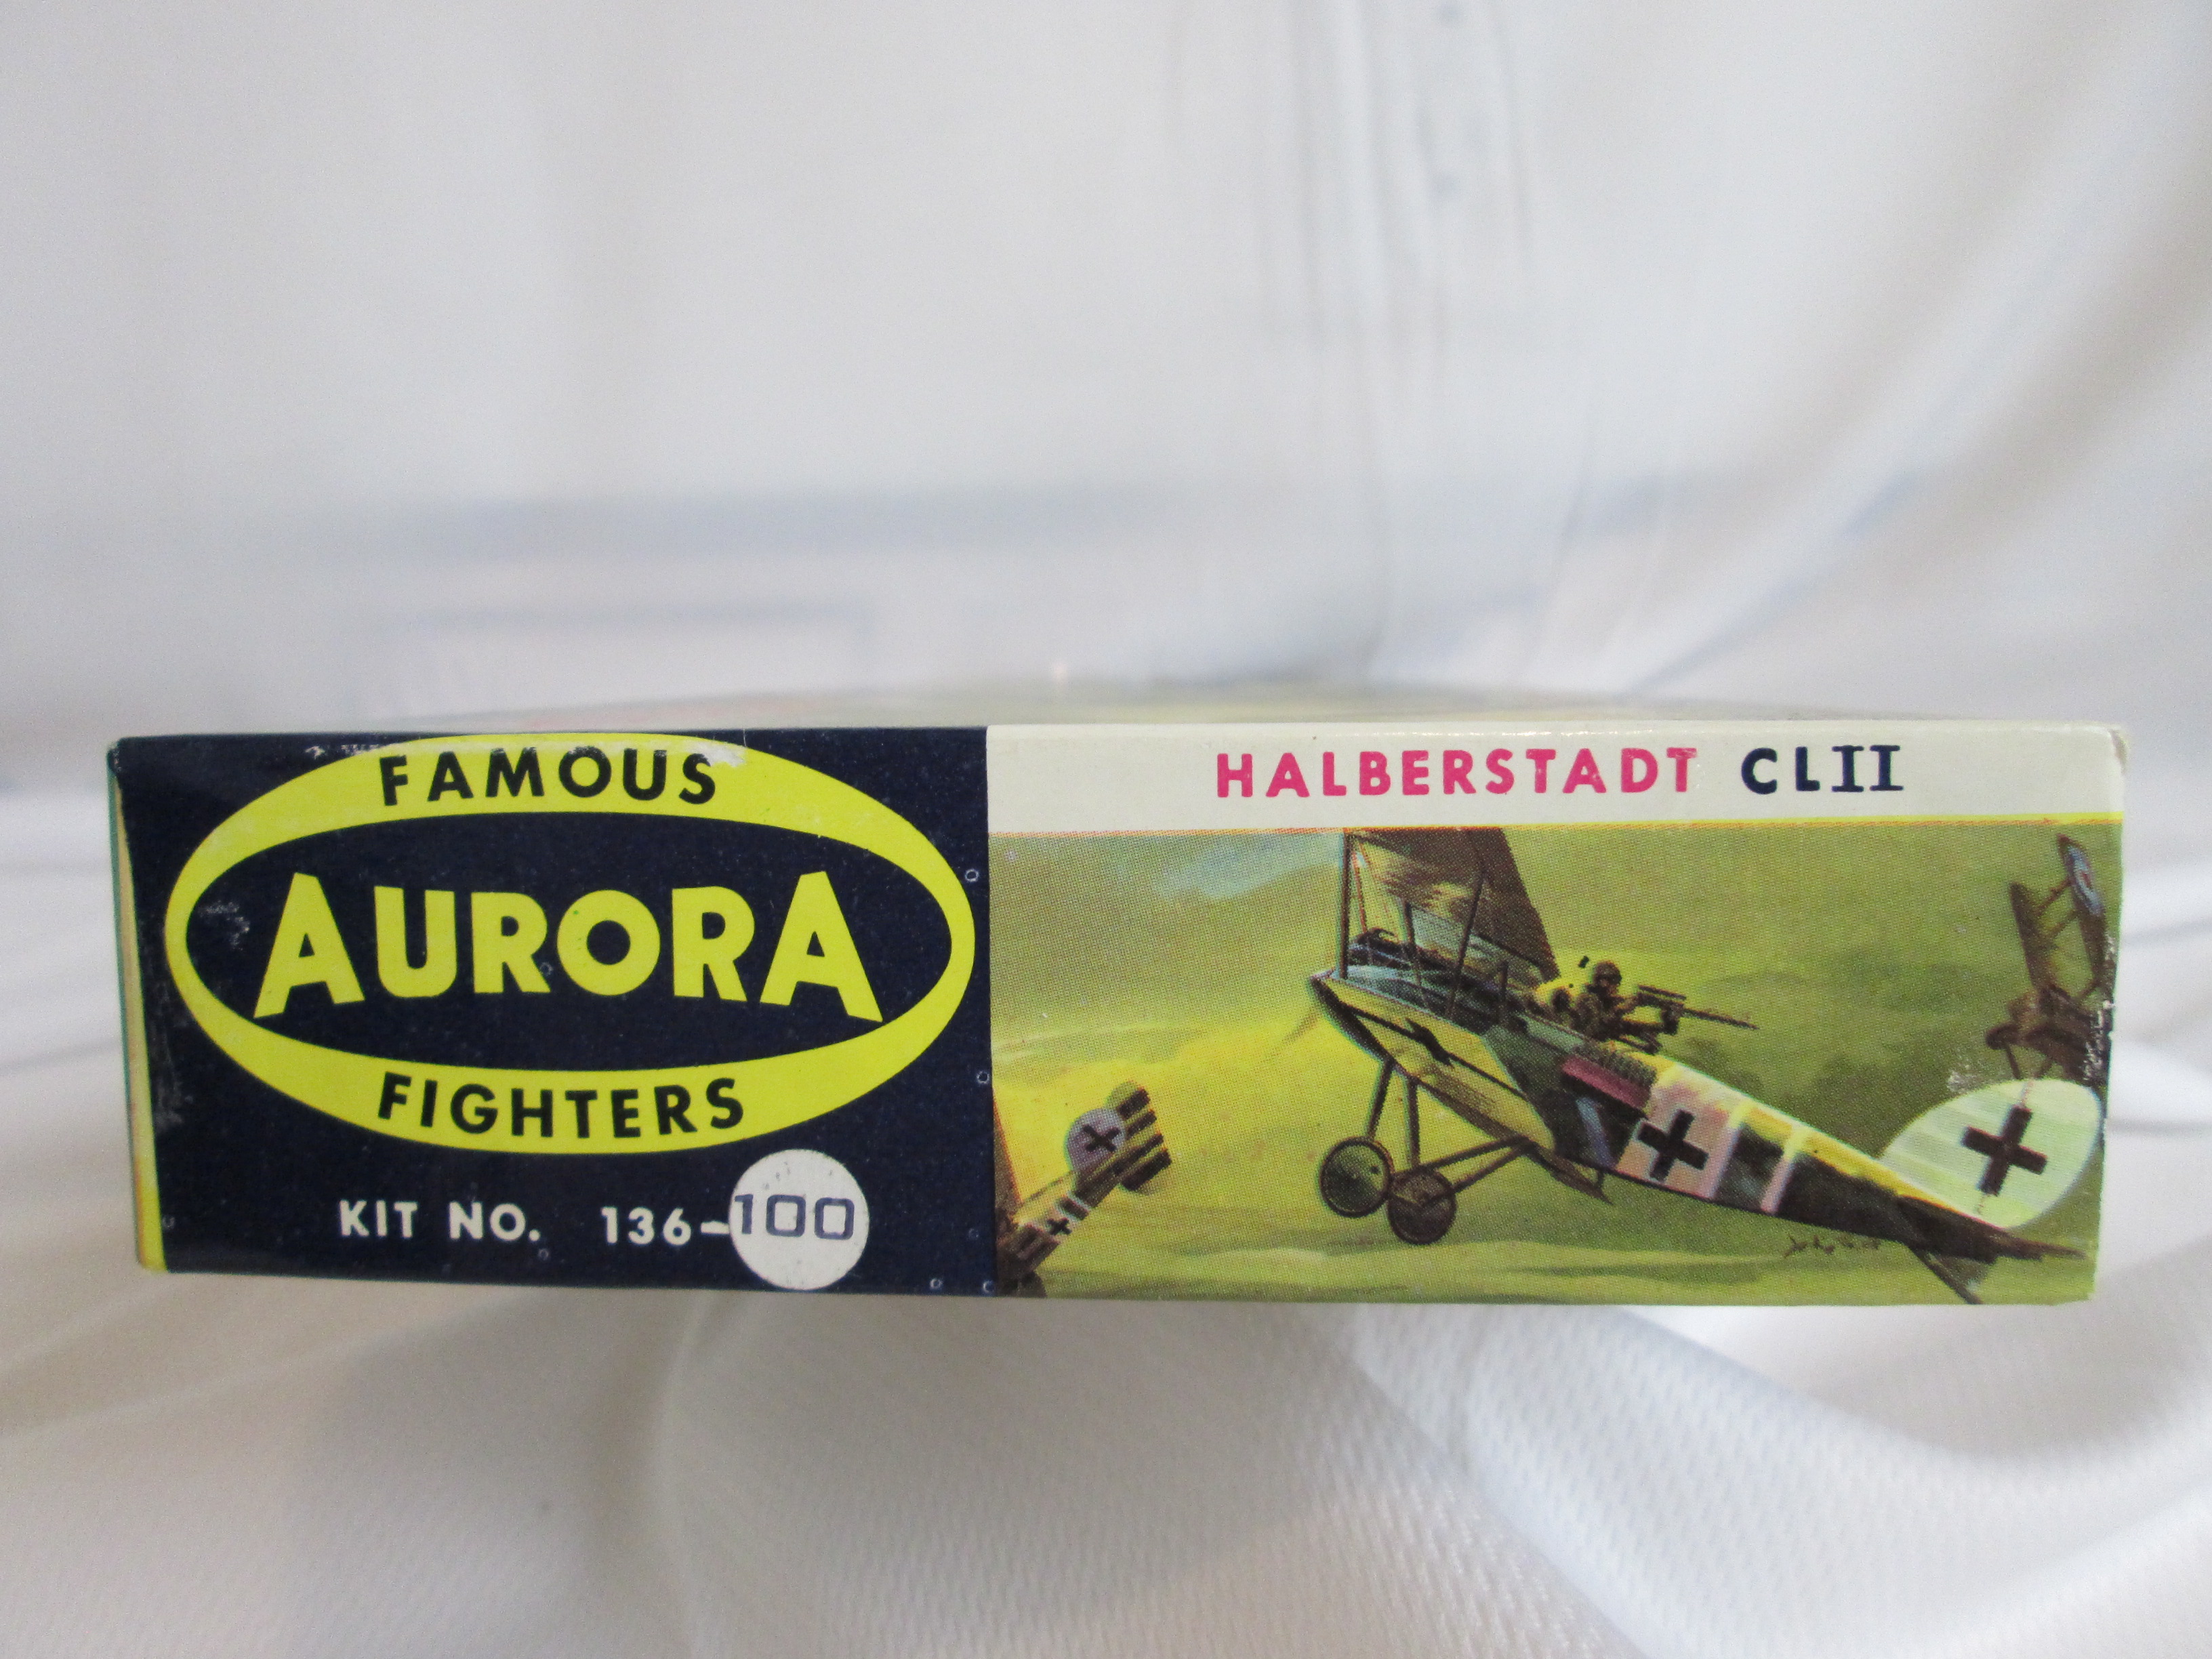 FAMOUS
AURORA
FIGHTERS
KIT NO. 136-100
HALBERSTADT CLII